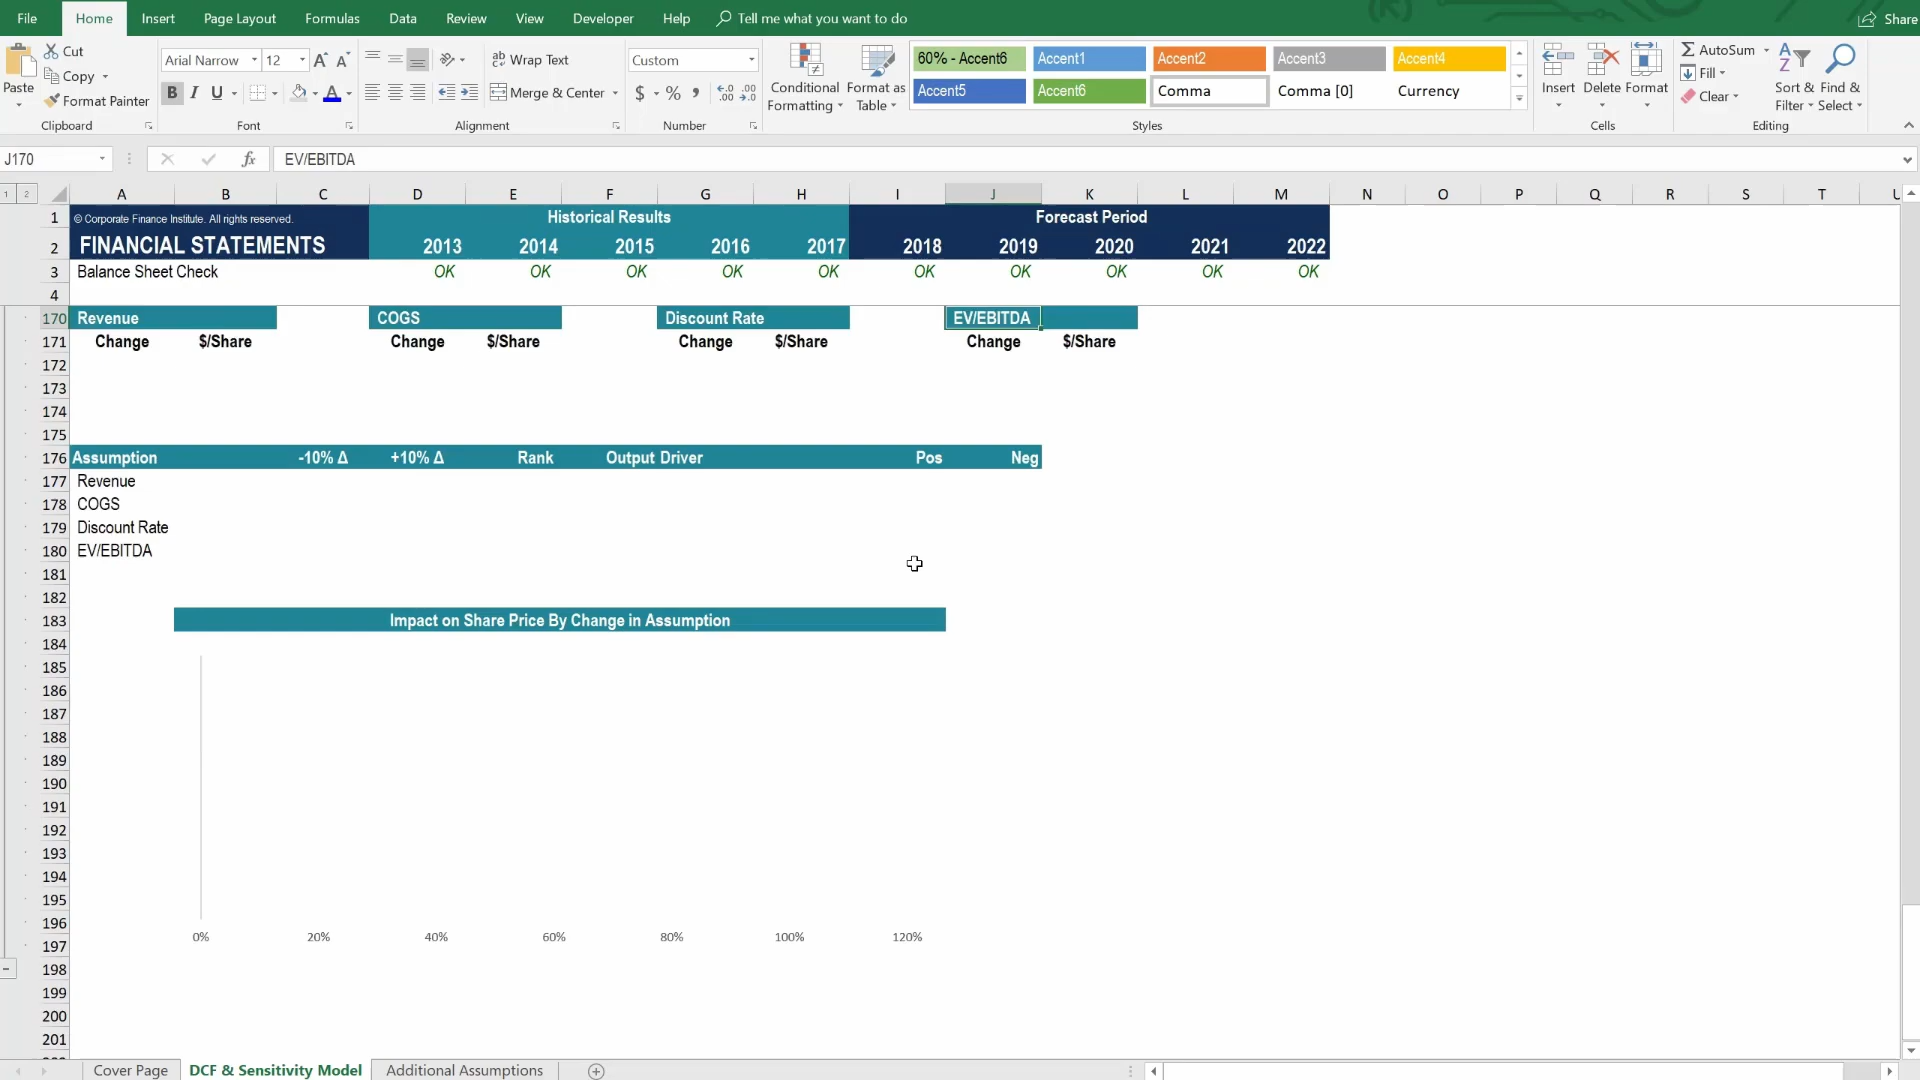 File Home Insert Page Layout Formulas Data Review View Developer Help Tell me what you want to do Share
Paste
Cut
Copy
Format Painter
Clipboard
Arial Narrow 12
B I U
Font
Wrap Text
Merge & Center
Alignment
Custom
$ % ,
Number
Conditional Formatting
Format as Table
60% - Accent6 Accent1 Accent2 Accent3 Accent4
Accent5 Accent6 Comma Comma [0] Currency
Styles
Insert Delete Format
Cells
AutoSum
Fill
Clear
Sort & Filter
Find & Select
Editing
J170 fx EV/EBITDA
1 2 A B C D E F G H I J K L M N O P Q R S T U
1 © Corporate Finance Institute. All rights reserved. Historical Results Forecast Period
2 FINANCIAL STATEMENTS 2013 2014 2015 2016 2017 2018 2019 2020 2021 2022
3 Balance Sheet Check OK OK OK OK OK OK OK OK OK OK
4
170 Revenue COGS Discount Rate EV/EBITDA
171 Change $/Share Change $/Share Change $/Share Change $/Share
172
173
174
175
176 Assumption -10% Δ +10% Δ Rank Output Driver Pos Neg
177 Revenue
178 COGS
179 Discount Rate
180 EV/EBITDA
181
182
183 Impact on Share Price By Change in Assumption
184
185
186
187
188
189
190
191
192
193
194
195
196
0% 20% 40% 60% 80% 100% 120%
197
198
199
200
201
Cover Page DCF & Sensitivity Model Additional Assumptions